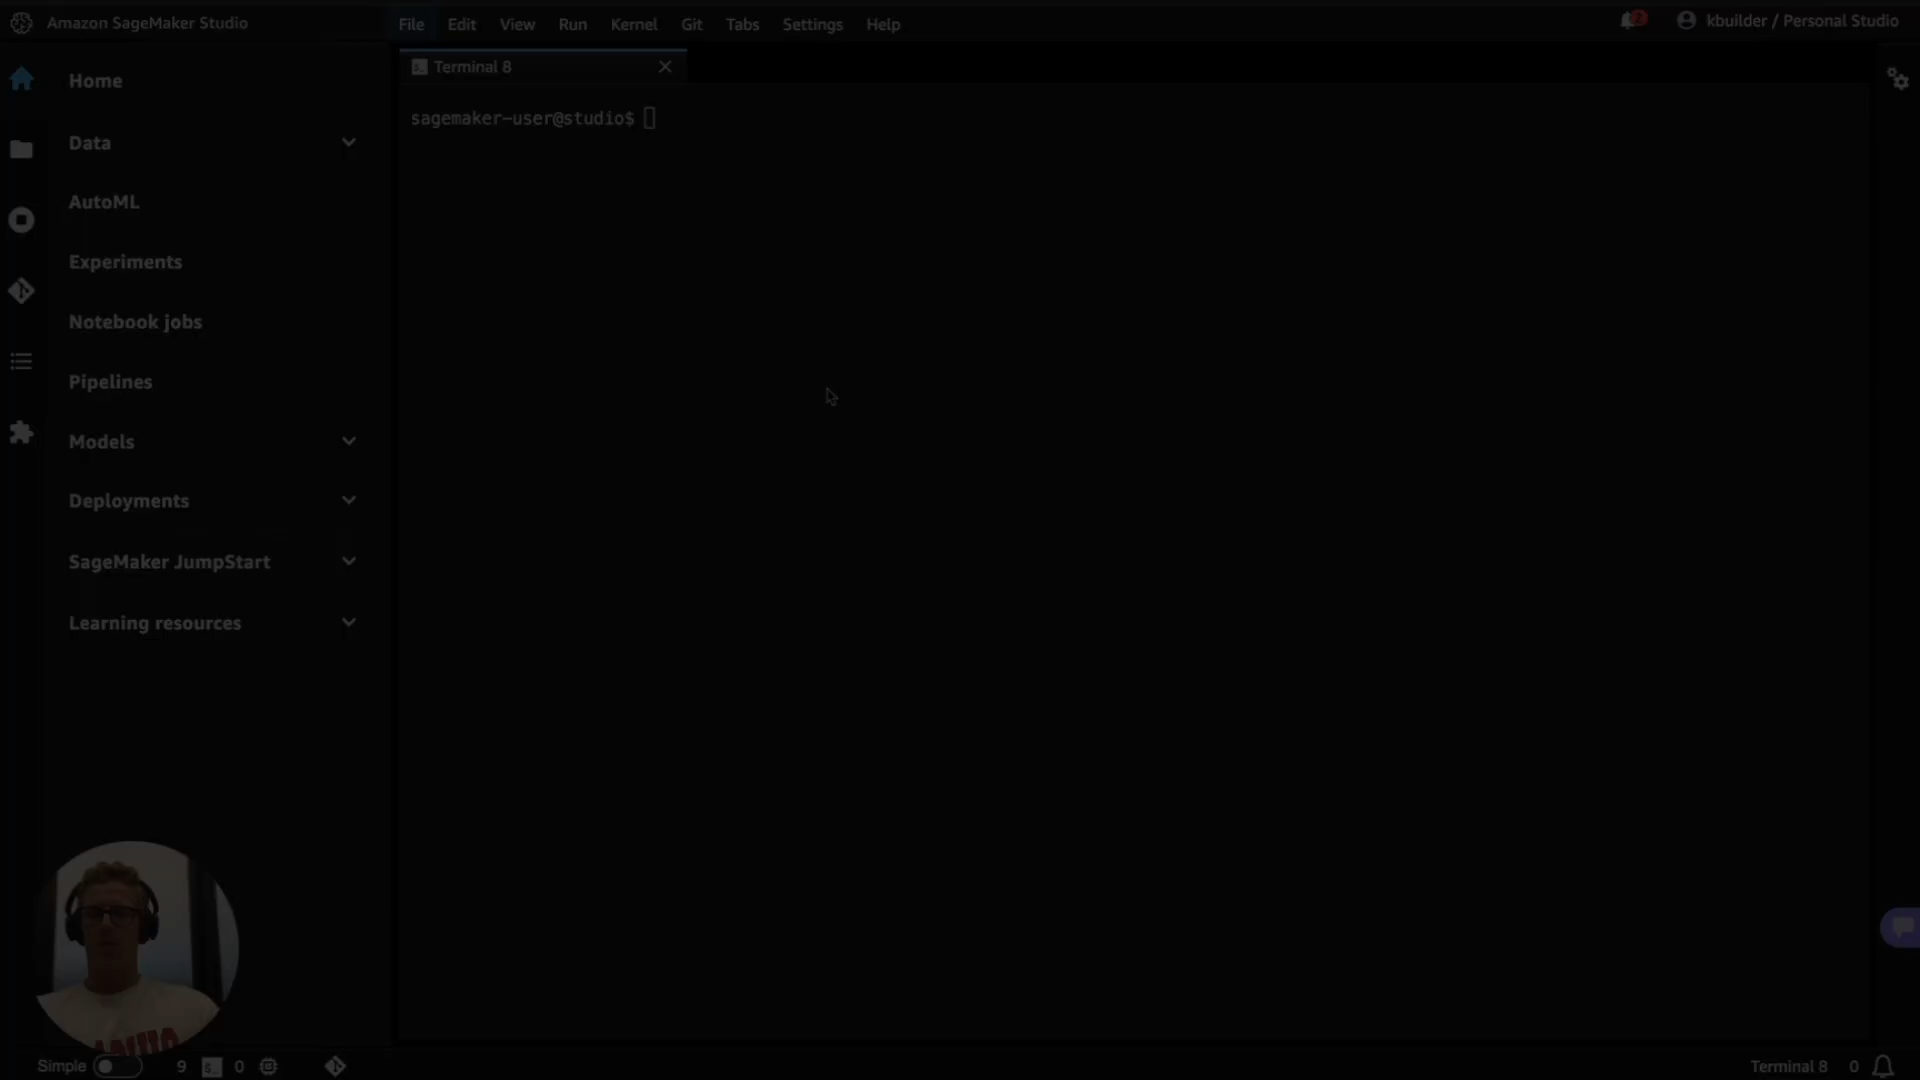 Amazon SageMaker Studio
File Edit View Run Kernel Git Tabs Settings Help
2
kbuilder / Personal Studio
Terminal 8
Home
sagemaker-user@studio$
Data
AutoML
Experiments
Notebook jobs
Pipelines
Models
Deployments
SageMaker JumpStart
Learning resources
Simple 9 0
Terminal 8 0